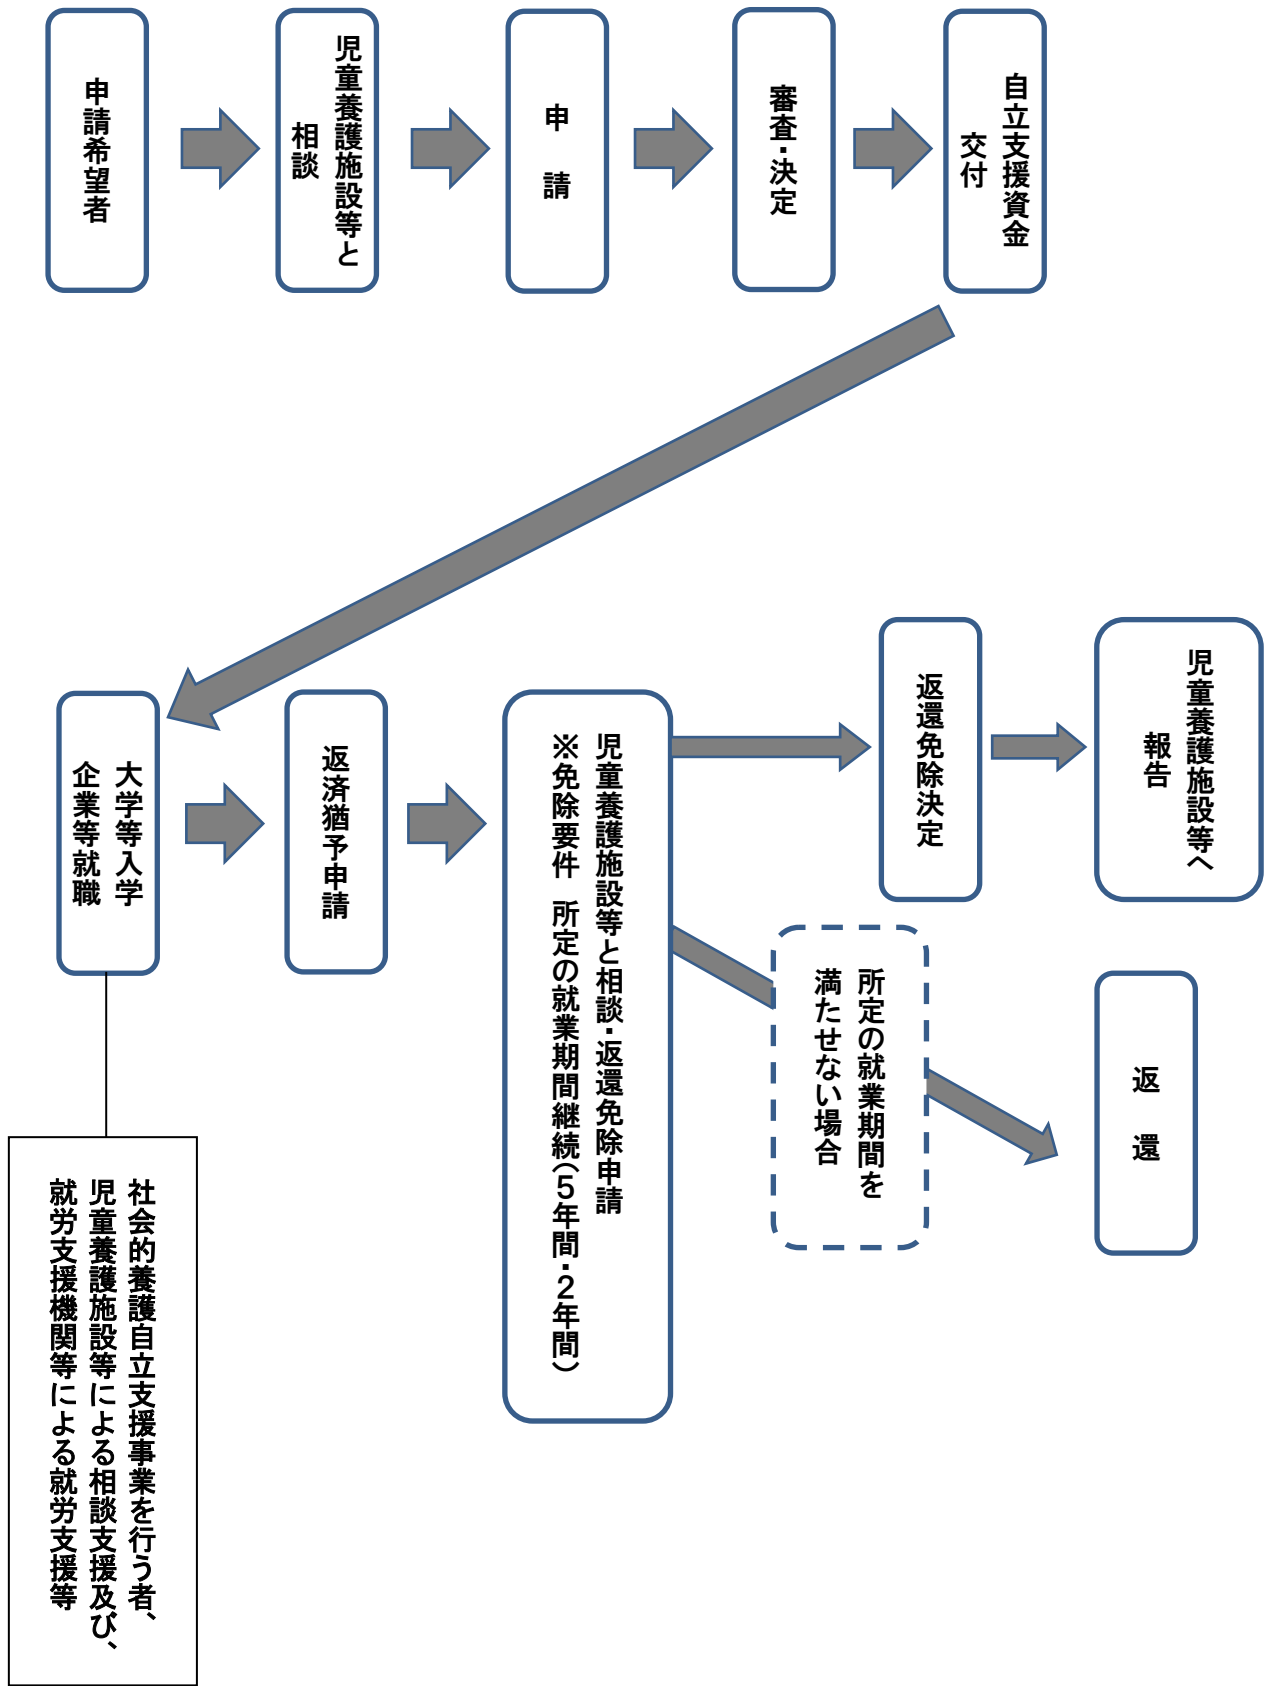 申請希望者
児童養護施設等と
相談
申　請
審査・決定
自立支援資金
交付
大学等入学
企業等就職
返済猶予申請
児童養護施設等と相談・返還免除申請
※免除要件　所定の就業期間継続（５年間・２年間）
返還免除決定
児童養護施設等へ
報告
所定の就業期間を
満たせない場合
返　還
社会的養護自立支援事業を行う者、
児童養護施設等による相談支援及び、
就労支援機関等による就労支援等